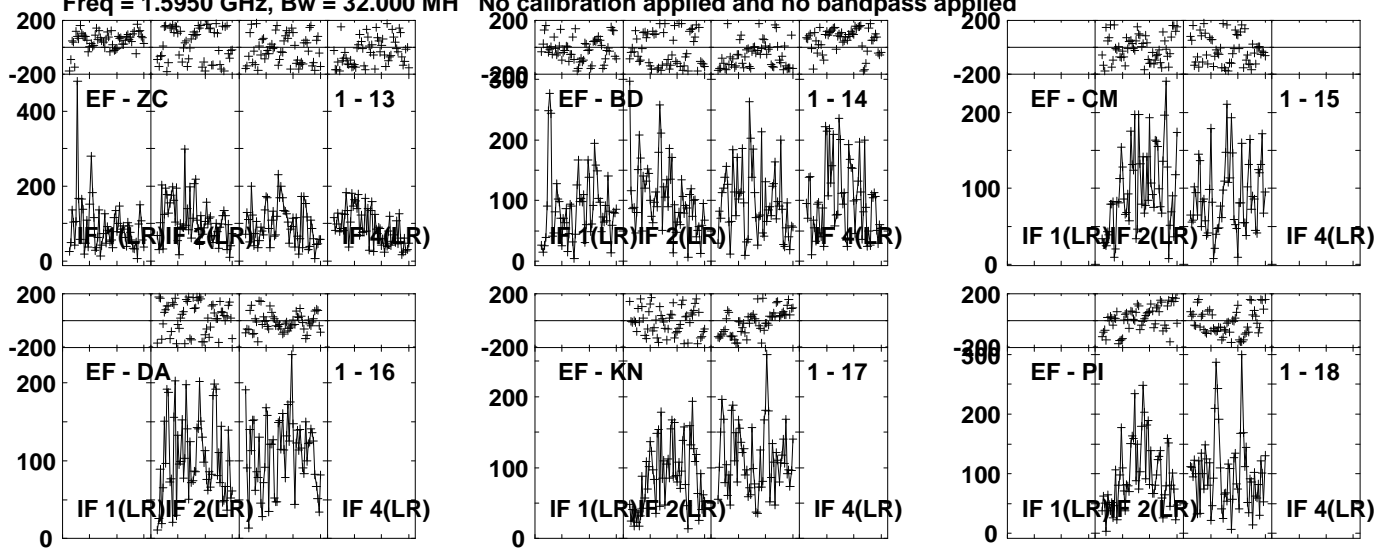 Freq = 1.5950 GHz, Bw = 32.000 MH No calibration applied and no bandpass applied
200
-200
EF - ZC 1 - 13
400
200
0
IF 1(LR) IF 2(LR) IF 4(LR)
-200
300
EF - BD 1 - 14
200
100
0
IF 1(LR) IF 2(LR) IF 4(LR)
200
-200
EF - CM 1 - 15
200
100
0
IF 1(LR) IF 2(LR) IF 4(LR)
200
-200
EF - DA 1 - 16
200
100
0
IF 1(LR) IF 2(LR) IF 4(LR)
200
-200
EF - KN 1 - 17
200
100
0
IF 1(LR) IF 2(LR) IF 4(LR)
200
-200
300
EF - PI 1 - 18
200
100
0
IF 1(LR) IF 2(LR) IF 4(LR)